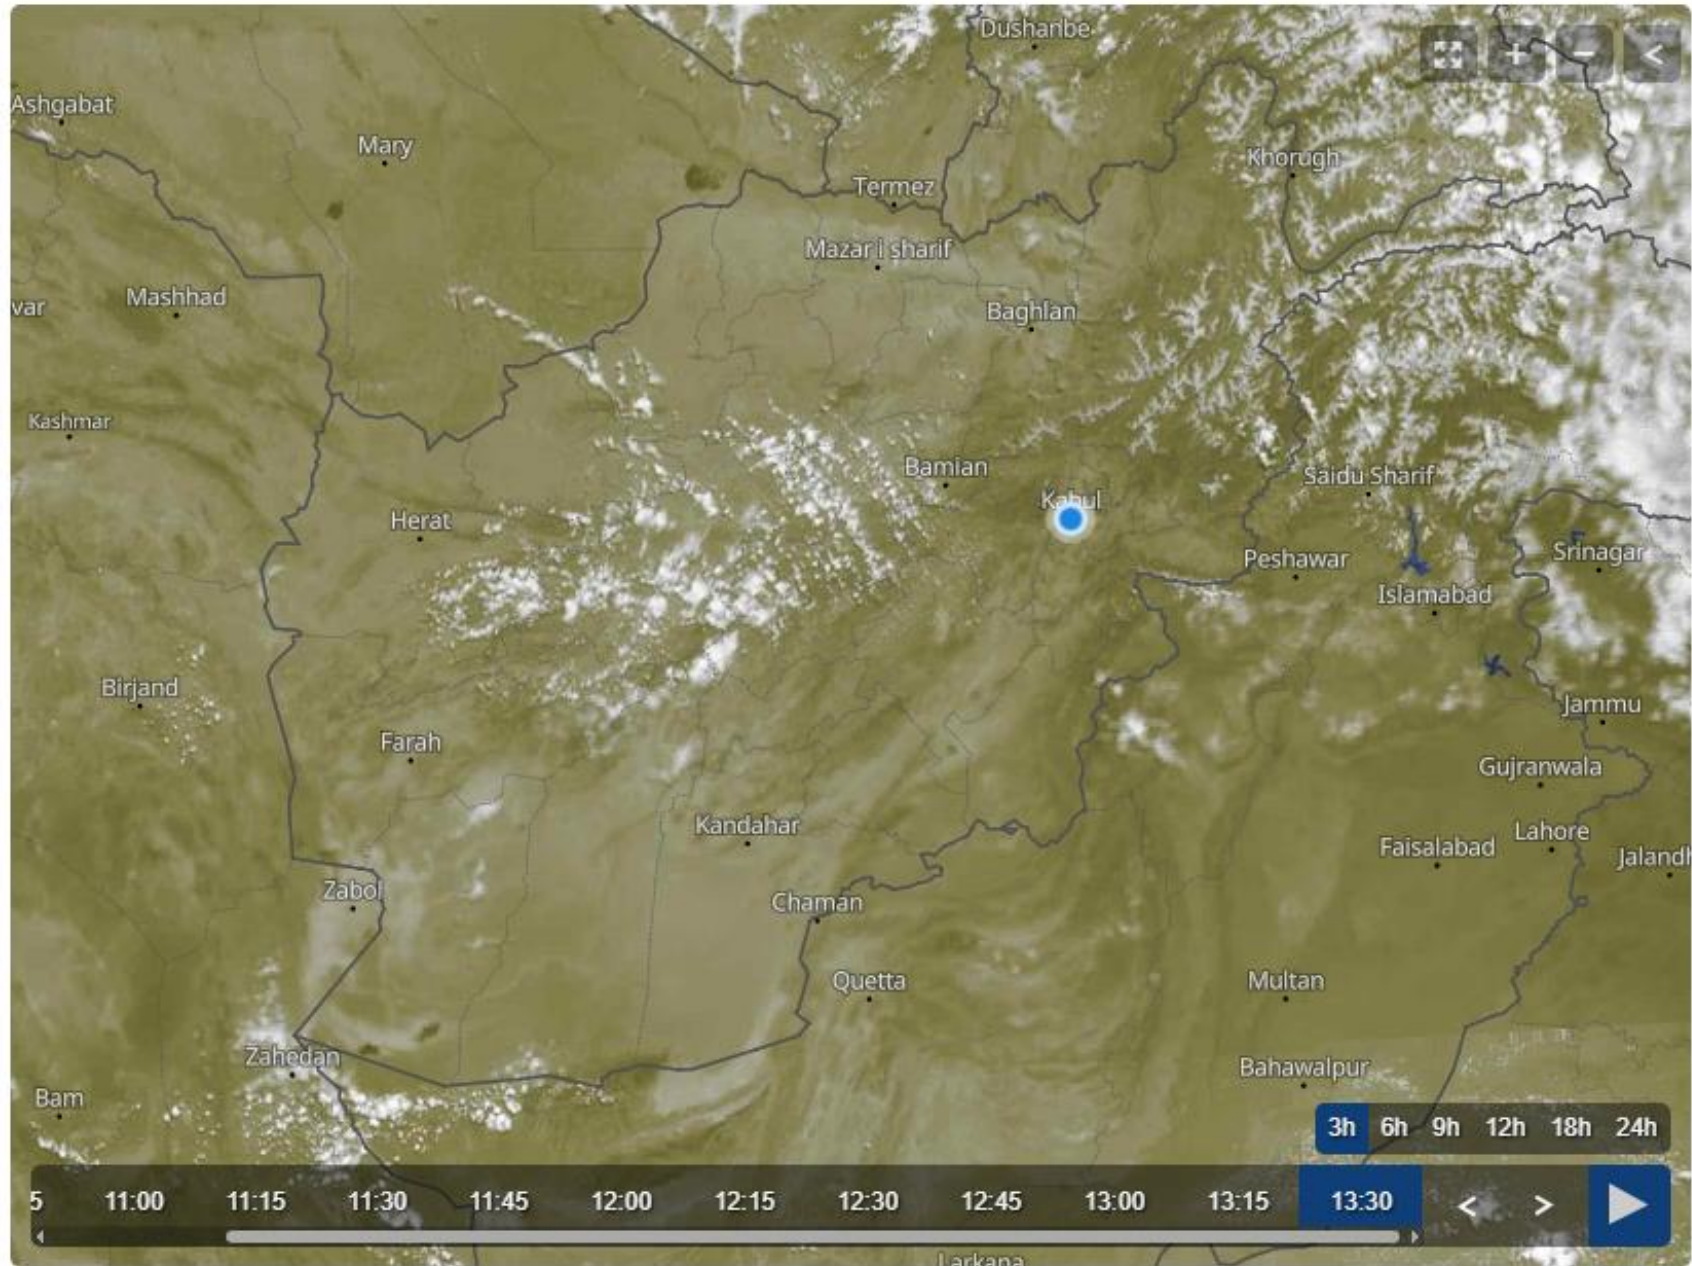 Dushanbe
Ashgabat
Mary
Khorugh
Termez
Mazar i sharif
Mashhad
var
Baghlan
Kashmar
Bamian
Saidu Sharif
Kabul
Herat
Peshawar
Srinagar
Islamabad
Birjand
Jammu
Farah
Gujranwala
Kandahar
Lahore
Faisalabad
Jalandh
Zabol
Chaman
Quetta
Multan
Zahedan
Bahawalpur
Bam
3h 6h 9h 12h 18h 24h
5 11:00 11:15 11:30 11:45 12:00 12:15 12:30 12:45 13:00 13:15 13:30 < >
Larkana